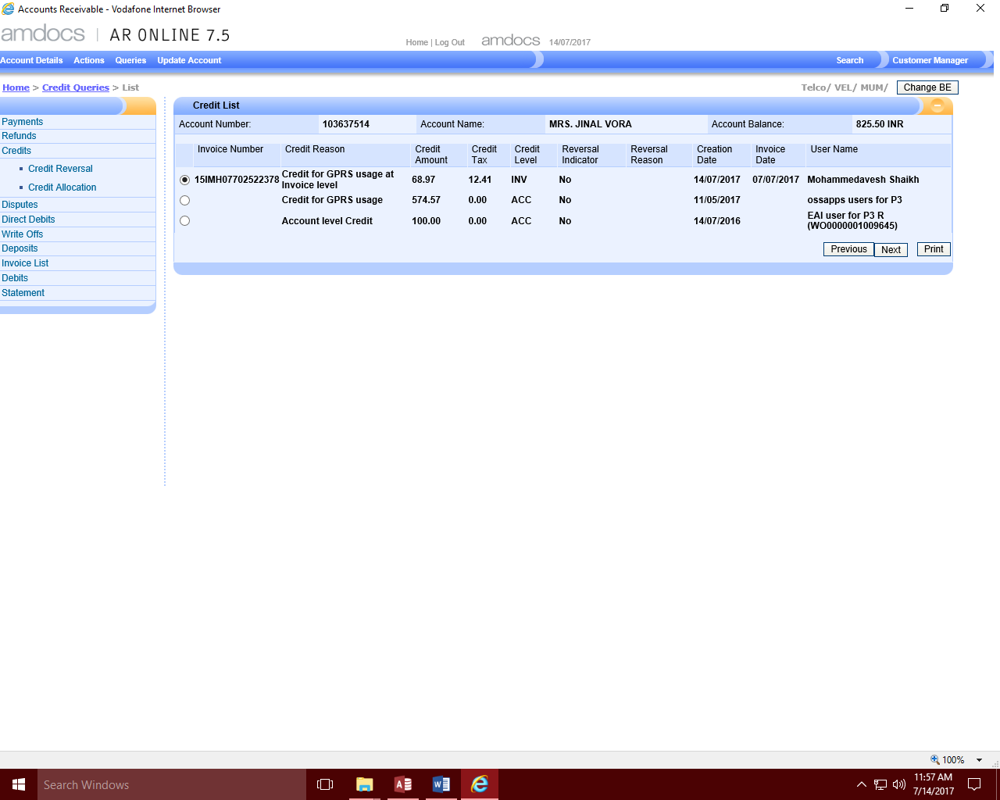 Accounts Receivable - Vodafone Internet Browser
amdocs | AR ONLINE 7.5
Home | Log Out amdocs 14/07/2017
Account Details Actions Queries Update Account Search Customer Manager
Home > Credit Queries > List Telco/ VEL/ MUM/ Change BE
Payments
Refunds
Credits
Credit Reversal
Credit Allocation
Disputes
Direct Debits
Write Offs
Deposits
Invoice List
Debits
Statement
Credit List
Account Number: 103637514 Account Name: MRS. JINAL VORA Account Balance: 825.50 INR
Invoice Number Credit Reason Credit Credit Credit Reversal Reversal Creation Invoice User Name
Amount Tax Level Indicator Reason Date Date
15IMH07702522378 Credit for GPRS usage at 68.97 12.41 INV No 14/07/2017 07/07/2017 Mohammedavesh Shaikh
Invoice level
Credit for GPRS usage 574.57 0.00 ACC No 11/05/2017 ossapps users for P3
Account level Credit 100.00 0.00 ACC No 14/07/2016 EAI user for P3 R
(WO0000001009645)
Previous Next Print
100%
Search Windows
11:57 AM
7/14/2017